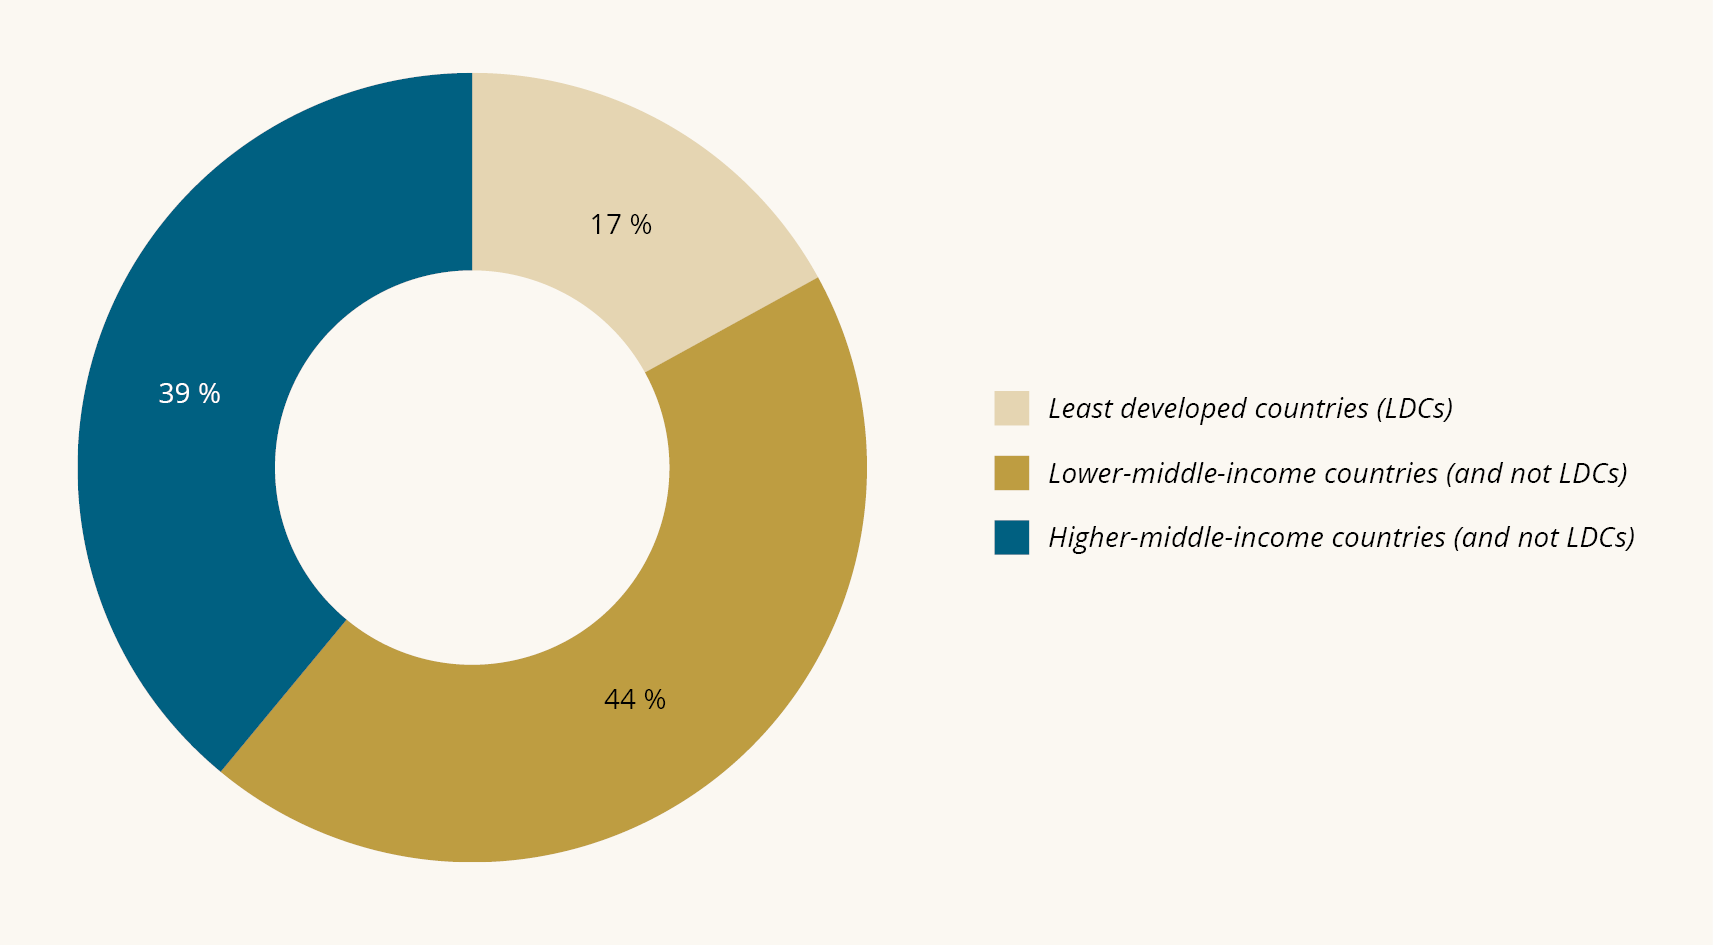 17 %
39 %
44 %
Least developed countries (LDCs)
Lower-middle-income countries (and not LDCs)
Higher-middle-income countries (and not LDCs)